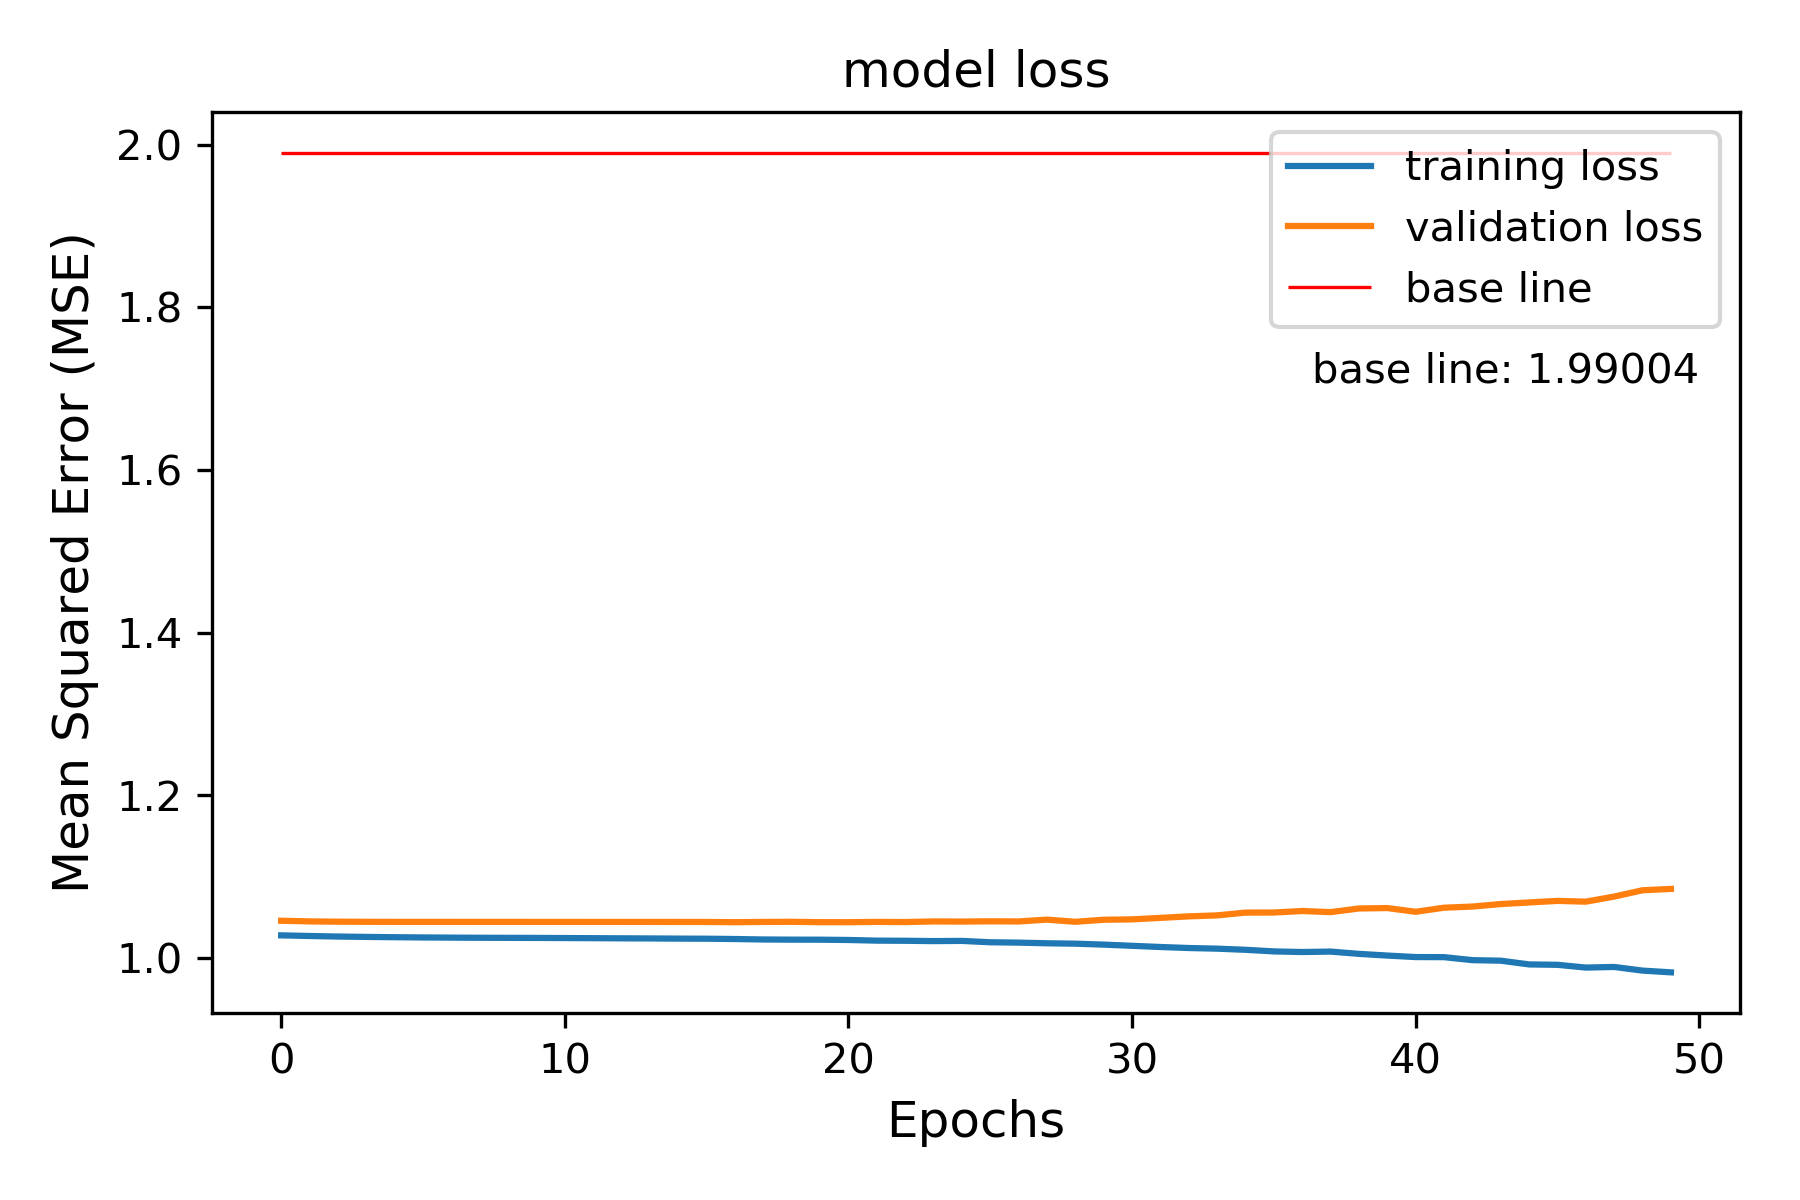 model loss
2.0
1.8
1.6
1.4
1.2
1.0
Mean Squared Error (MSE)
training loss
validation loss
base line
base line: 1.99004
0 10 20 30 40 50
Epochs